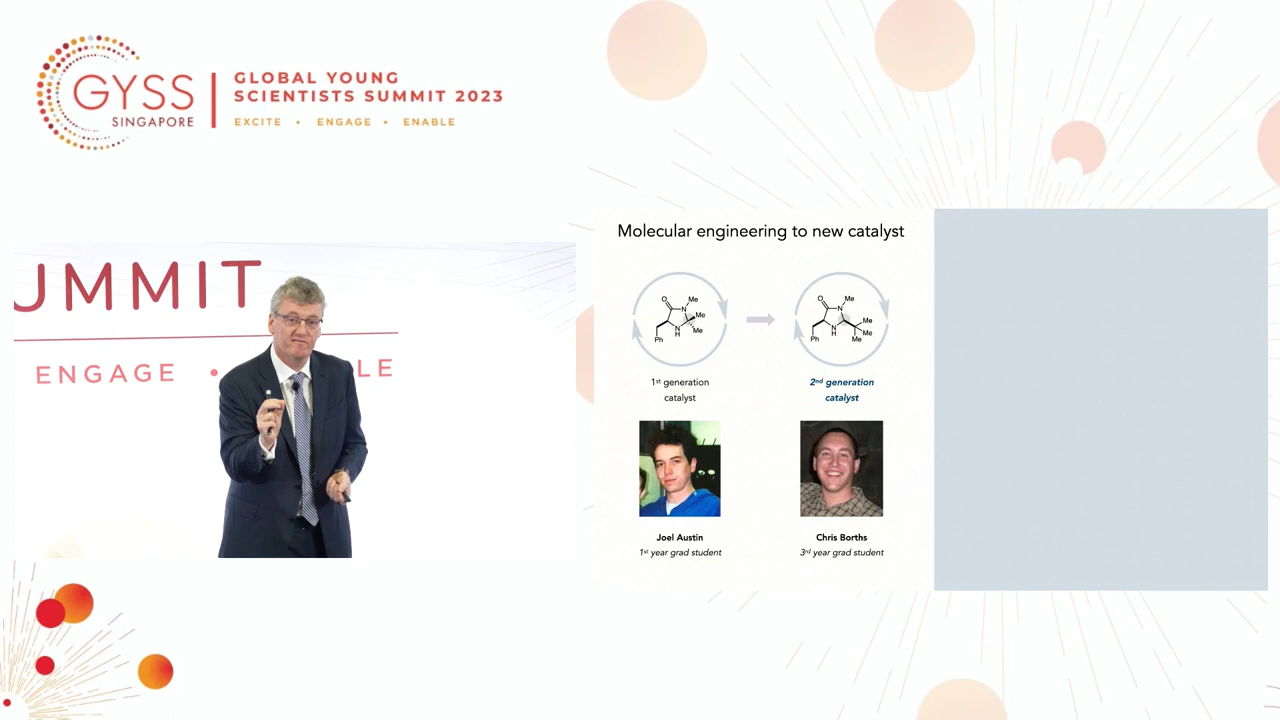 GYSS
SINGAPORE
GLOBAL YOUNG
SCIENTISTS SUMMIT 2023
EXCITE • ENGAGE • ENABLE
UMMIT
ENGAGE • LE
Molecular engineering to new catalyst
O
N
Me
Me
Me
N
H
Ph
O
N
Me
Me
Me
Me
N
H
Ph
1st generation
catalyst
2nd generation
catalyst
Joel Austin
1st year grad student
Chris Borths
3rd year grad student